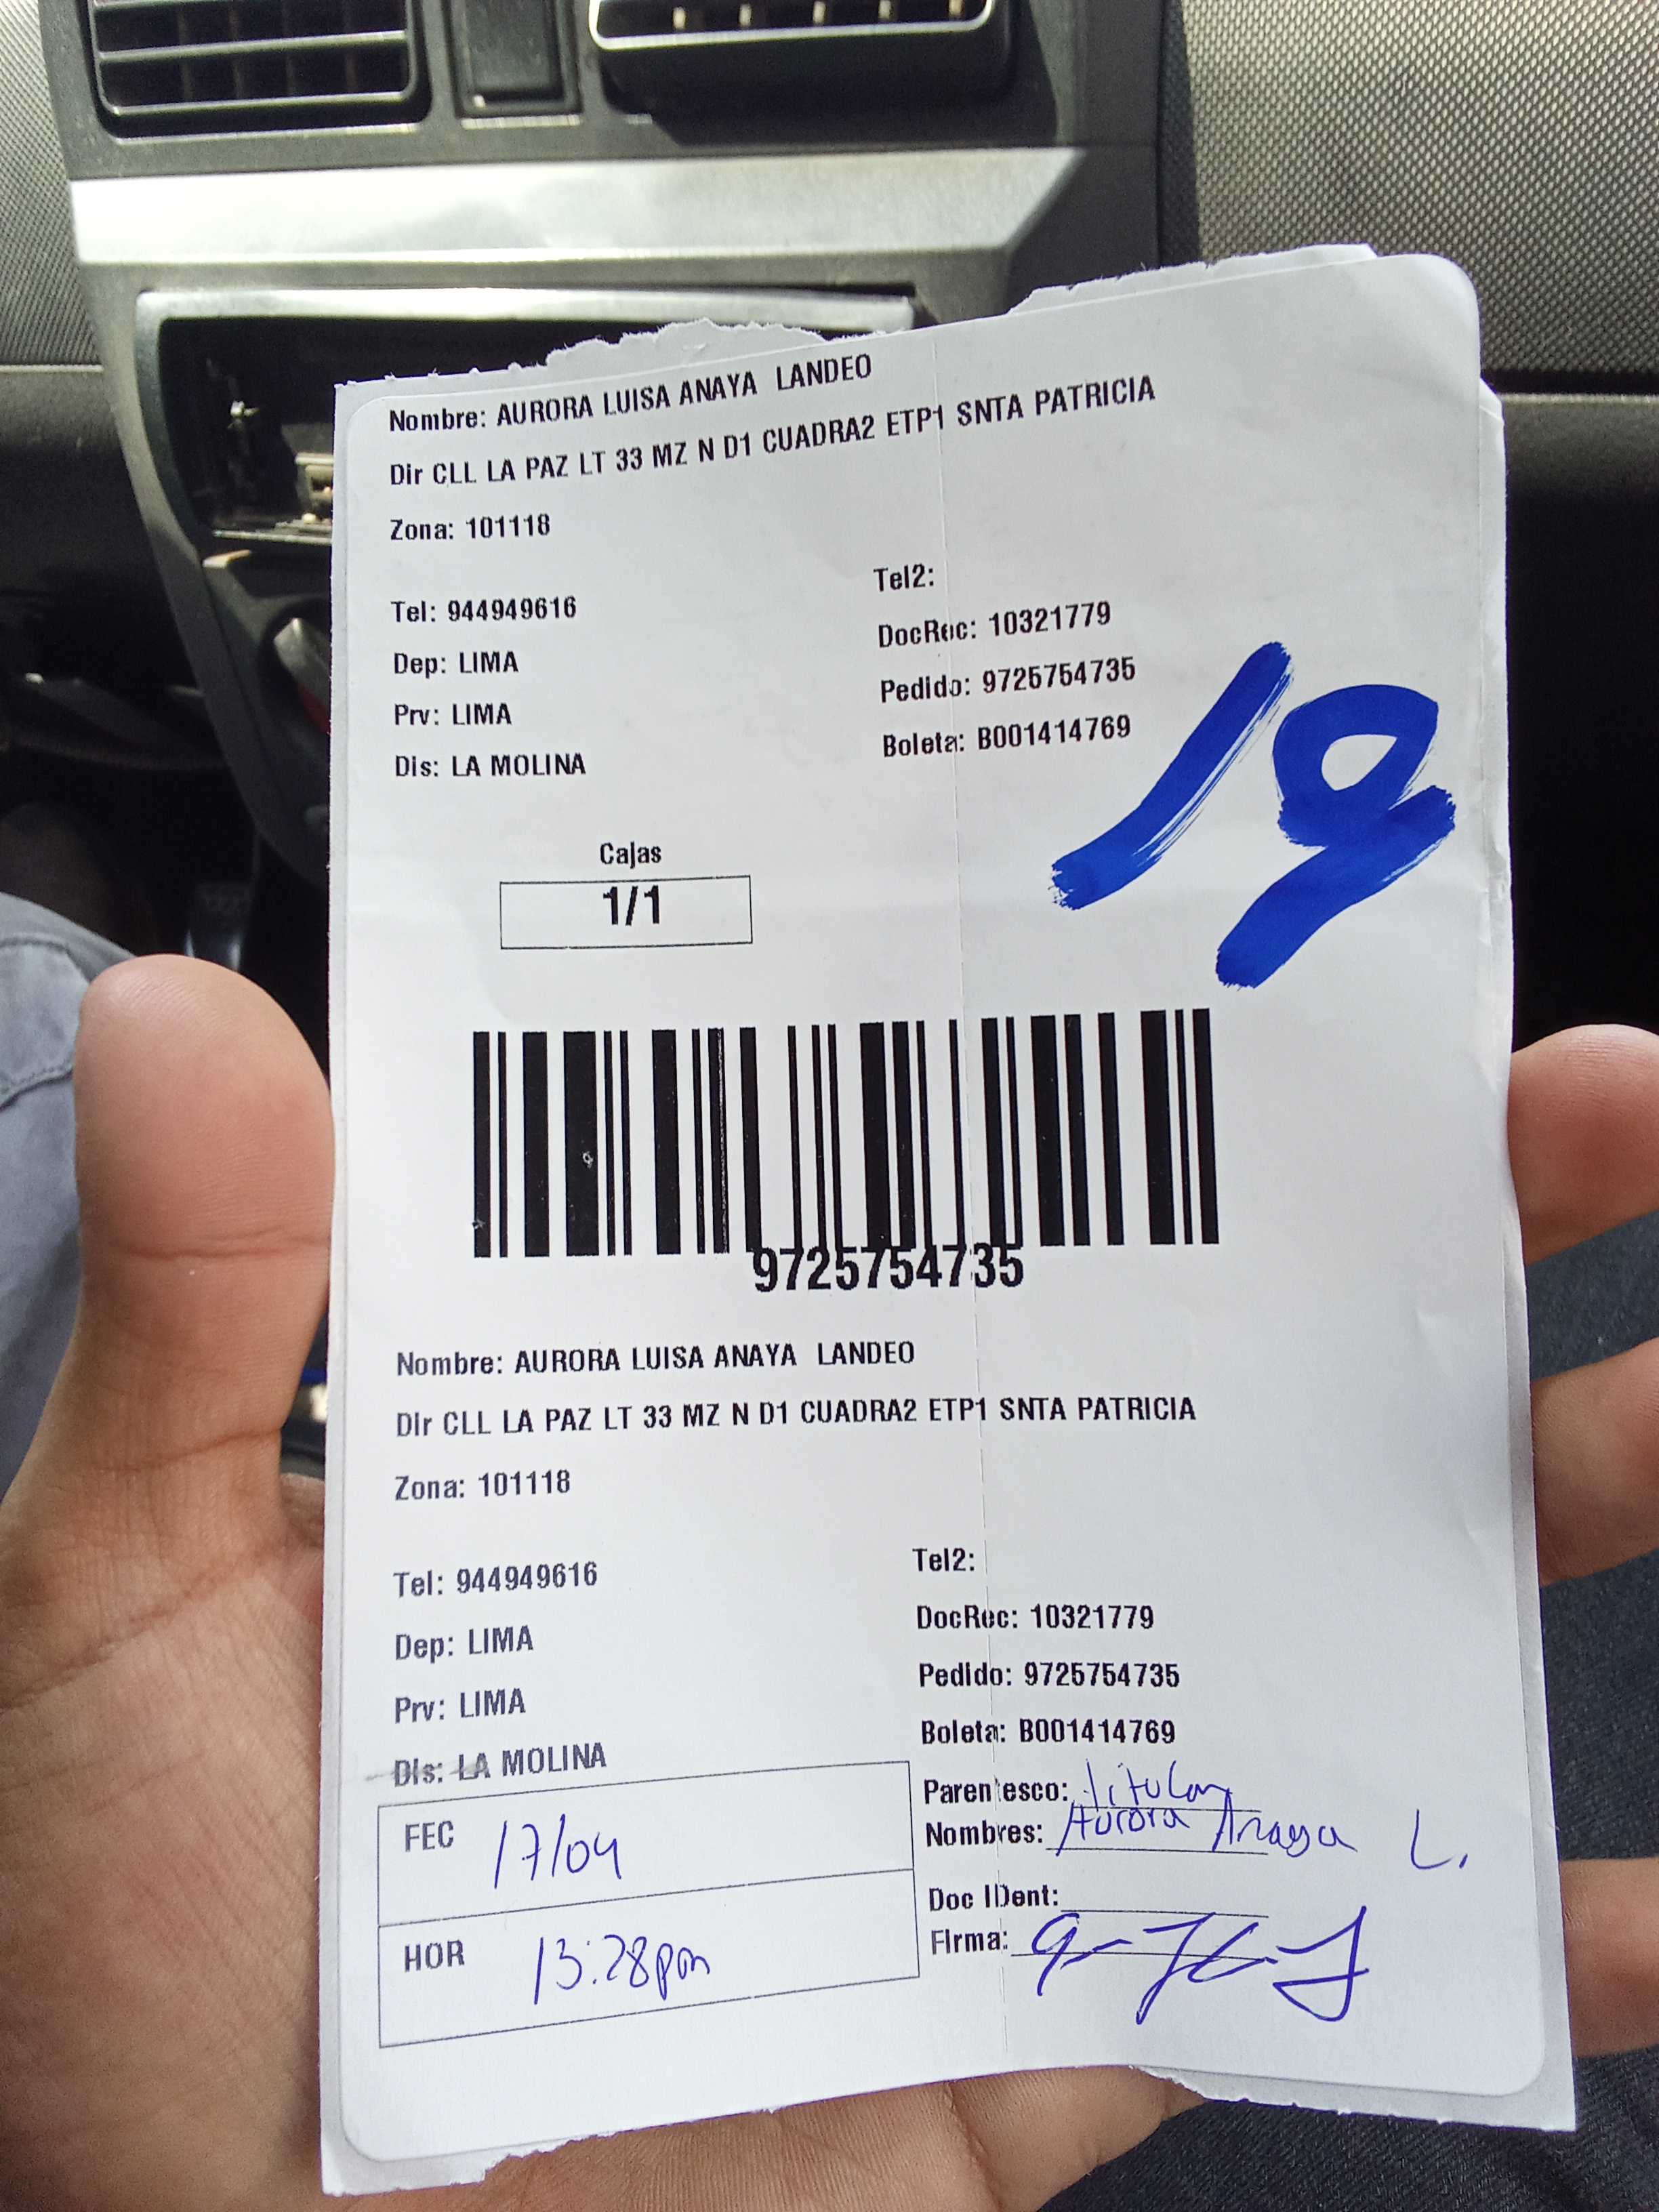 Nombre: AURORA LUISA ANAYA LANDEO
Dir CLL LA PAZ LT 33 MZ N D1 CUADRA2 ETP1 SNTA PATRICIA
Zona: 101118
Tel: 944949616
Tel2:
Dep: LIMA
DocRec: 10321779
Prv: LIMA
Pedido: 9725754735
Dis: LA MOLINA
Boleta: B001414769
19
Cajas
1/1
9725754735
Nombre: AURORA LUISA ANAYA LANDEO
Dir CLL LA PAZ LT 33 MZ N D1 CUADRA2 ETP1 SNTA PATRICIA
Zona: 101118
Tel: 944949616
Tel2:
Dep: LIMA
DocRec: 10321779
Prv: LIMA
Pedido: 9725754735
Dis: LA MOLINA
Boleta: B001414769
FEC 17/04
HOR 13:28pm
Parentesco: titular
Nombres: Aurora Anaya L.
Doc IDent:
Firma: